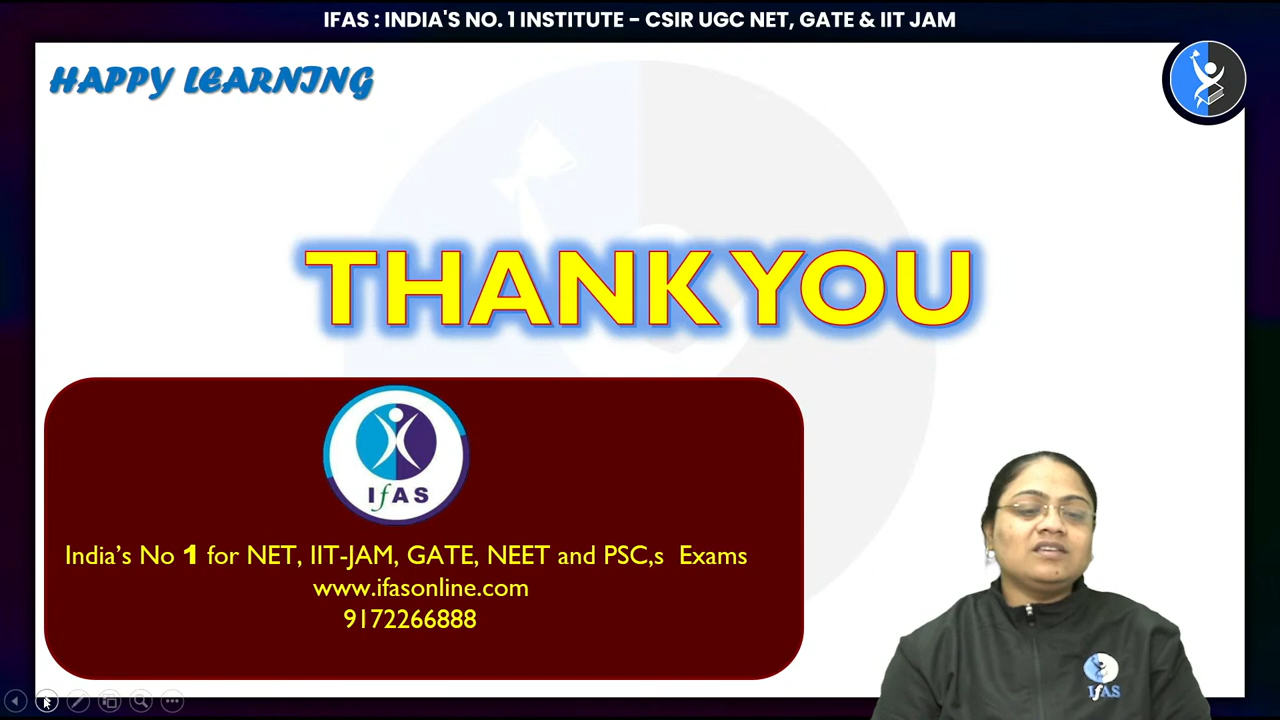 IFAS : INDIA'S NO. 1 INSTITUTE - CSIR UGC NET, GATE & IIT JAM
HAPPY LEARNING
THANK YOU
IfAS
India's No 1 for NET, IIT-JAM, GATE, NEET and PSC,s Exams
www.ifasonline.com
9172266888
IfAS